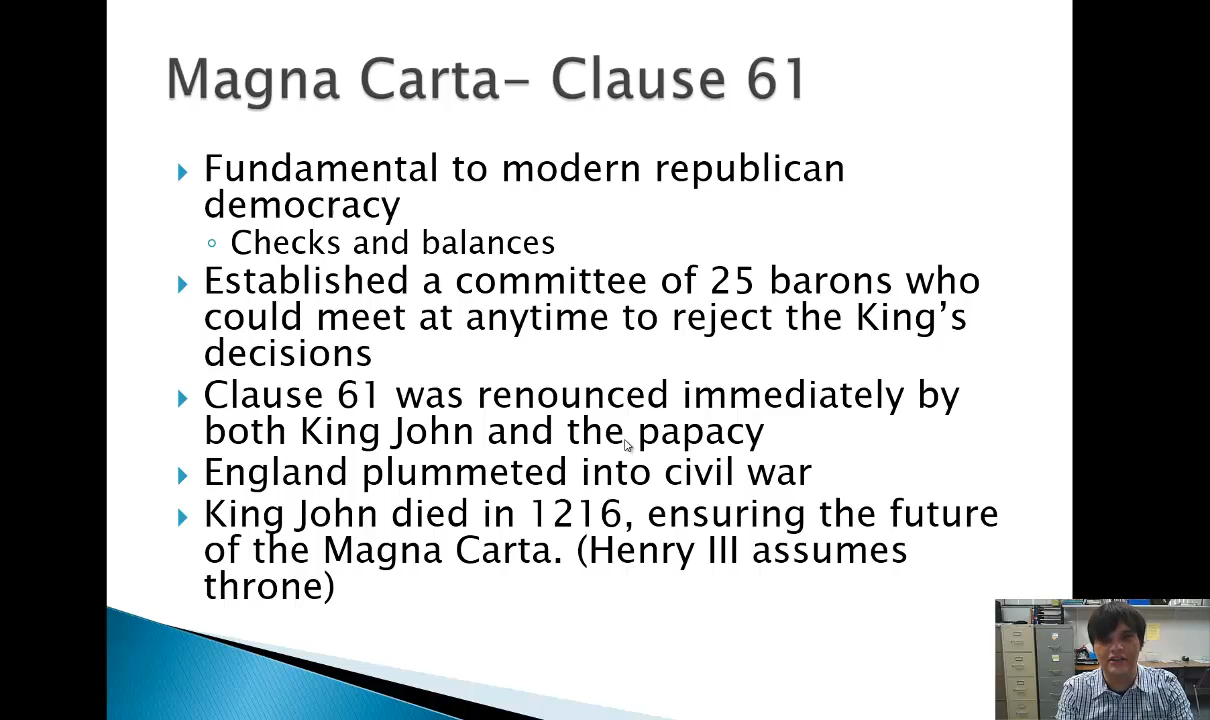 Magna Carta– Clause 61
Fundamental to modern republican
democracy
Checks and balances
Established a committee of 25 barons who
could meet at anytime to reject the King’s
decisions
Clause 61 was renounced immediately by
both King John and the papacy
England plummeted into civil war
King John died in 1216, ensuring the future
of the Magna Carta. (Henry III assumes
throne)